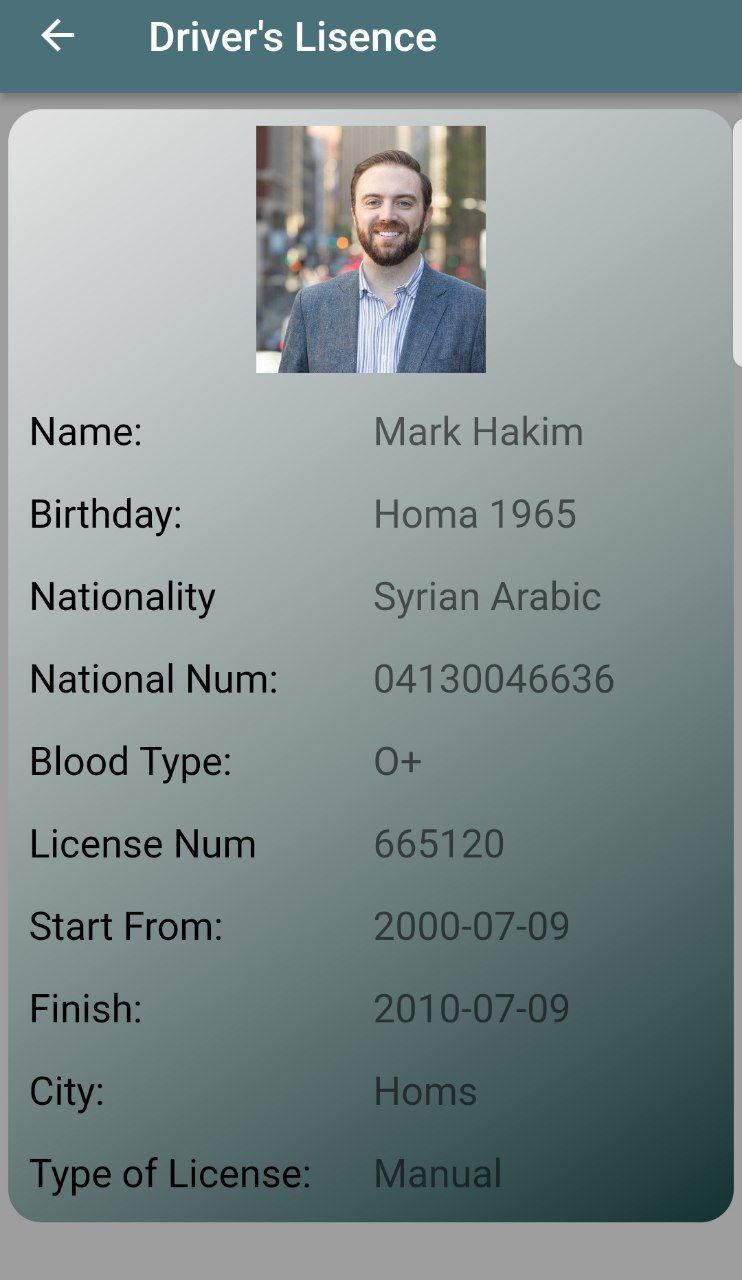 Driver's Lisence
Name: Mark Hakim
Birthday: Homa 1965
Nationality Syrian Arabic
National Num: 04130046636
Blood Type: O+
License Num 665120
Start From: 2000-07-09
Finish: 2010-07-09
City: Homs
Type of License: Manual